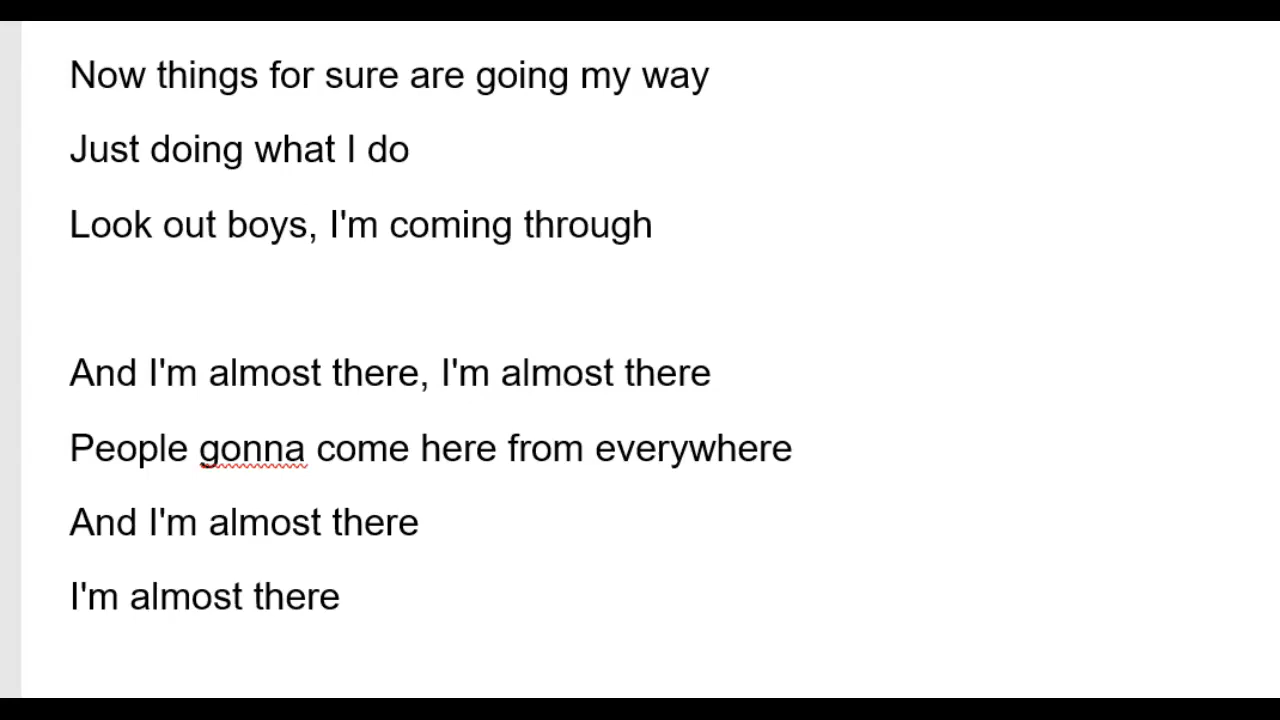 Now things for sure are going my way
Just doing what I do
Look out boys, I'm coming through
And I'm almost there, I'm almost there
People gonna come here from everywhere
And I'm almost there
I'm almost there